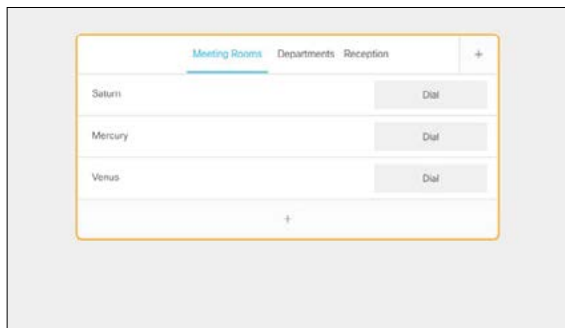 Meeting Rooms Departments Reception +
Saturn Dial
Mercury Dial
Venus Dial
+